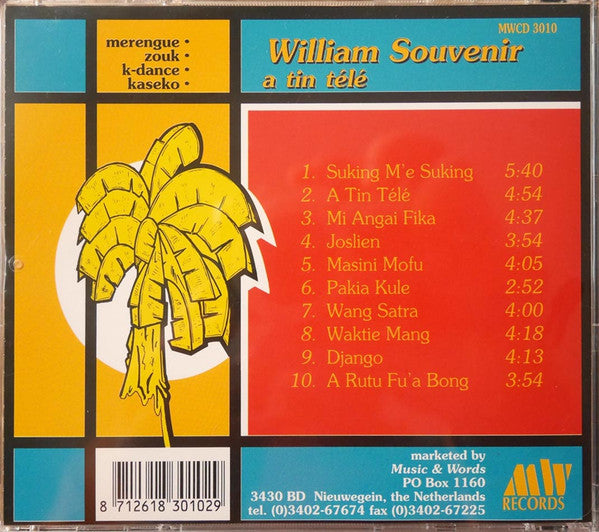 merengue •
zouk •
k-dance •
kaseko •
MWCD 3010
William Souvenir
a tin télé
1. Suking M'e Suking 5:40
2. A Tin Télé 4:54
3. Mi Angai Fika 4:37
4. Joslien 3:54
5. Masini Mofu 4:05
6. Pakia Kule 2:52
7. Wang Satra 4:00
8. Waktie Mang 4:18
9. Django 4:13
10. A Rutu Fu'a Bong 3:54
8 712618 301029
marketed by
Music & Words
PO Box 1160
3430 BD Nieuwegein, the Netherlands
tel. (0)3402-67674 fax (0)3402-67225
MW
RECORDS